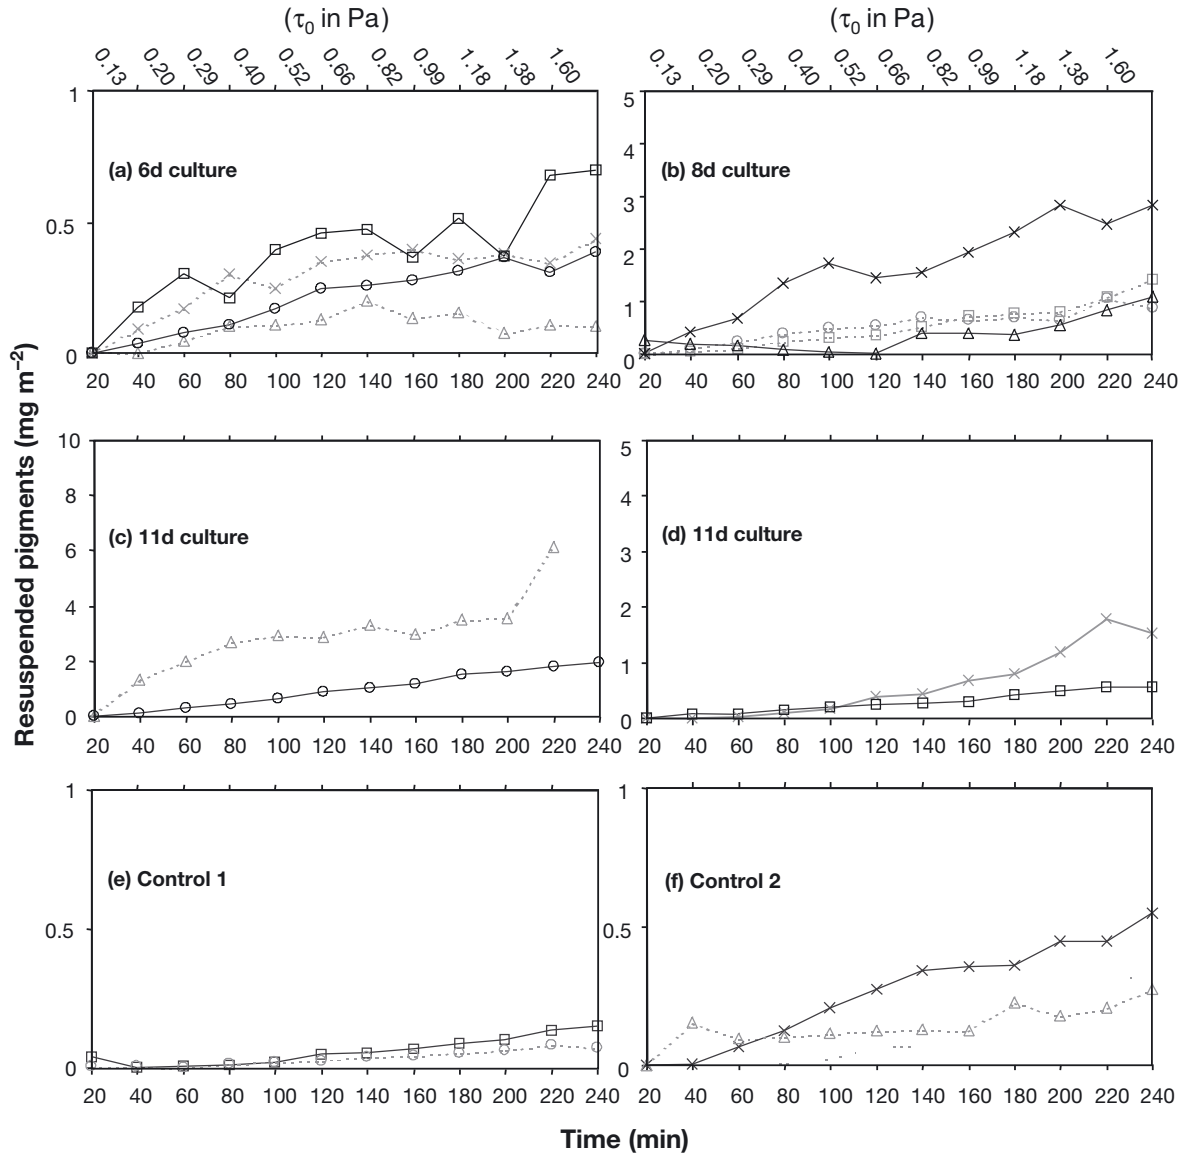 (τ0 in Pa) (τ0 in Pa)
0.13 0.20 0.29 0.40 0.52 0.66 0.82 0.99 1.18 1.38 1.60
0.13 0.20 0.29 0.40 0.52 0.66 0.82 0.99 1.18 1.38 1.60
Resuspended pigments (mg m−2)
1
0.5
0
(a) 6d culture
20 40 60 80 100 120 140 160 180 200 220 240
5
4
3
2
1
0
(b) 8d culture
20 40 60 80 100 120 140 160 180 200 220 240
10
8
6
4
2
0
(c) 11d culture
20 40 60 80 100 120 140 160 180 200 220 240
5
4
3
2
1
0
(d) 11d culture
20 40 60 80 100 120 140 160 180 200 220 240
1
0.5
0
(e) Control 1
20 40 60 80 100 120 140 160 180 200 220 240
1
0.5
0
(f) Control 2
20 40 60 80 100 120 140 160 180 200 220 240
Time (min)